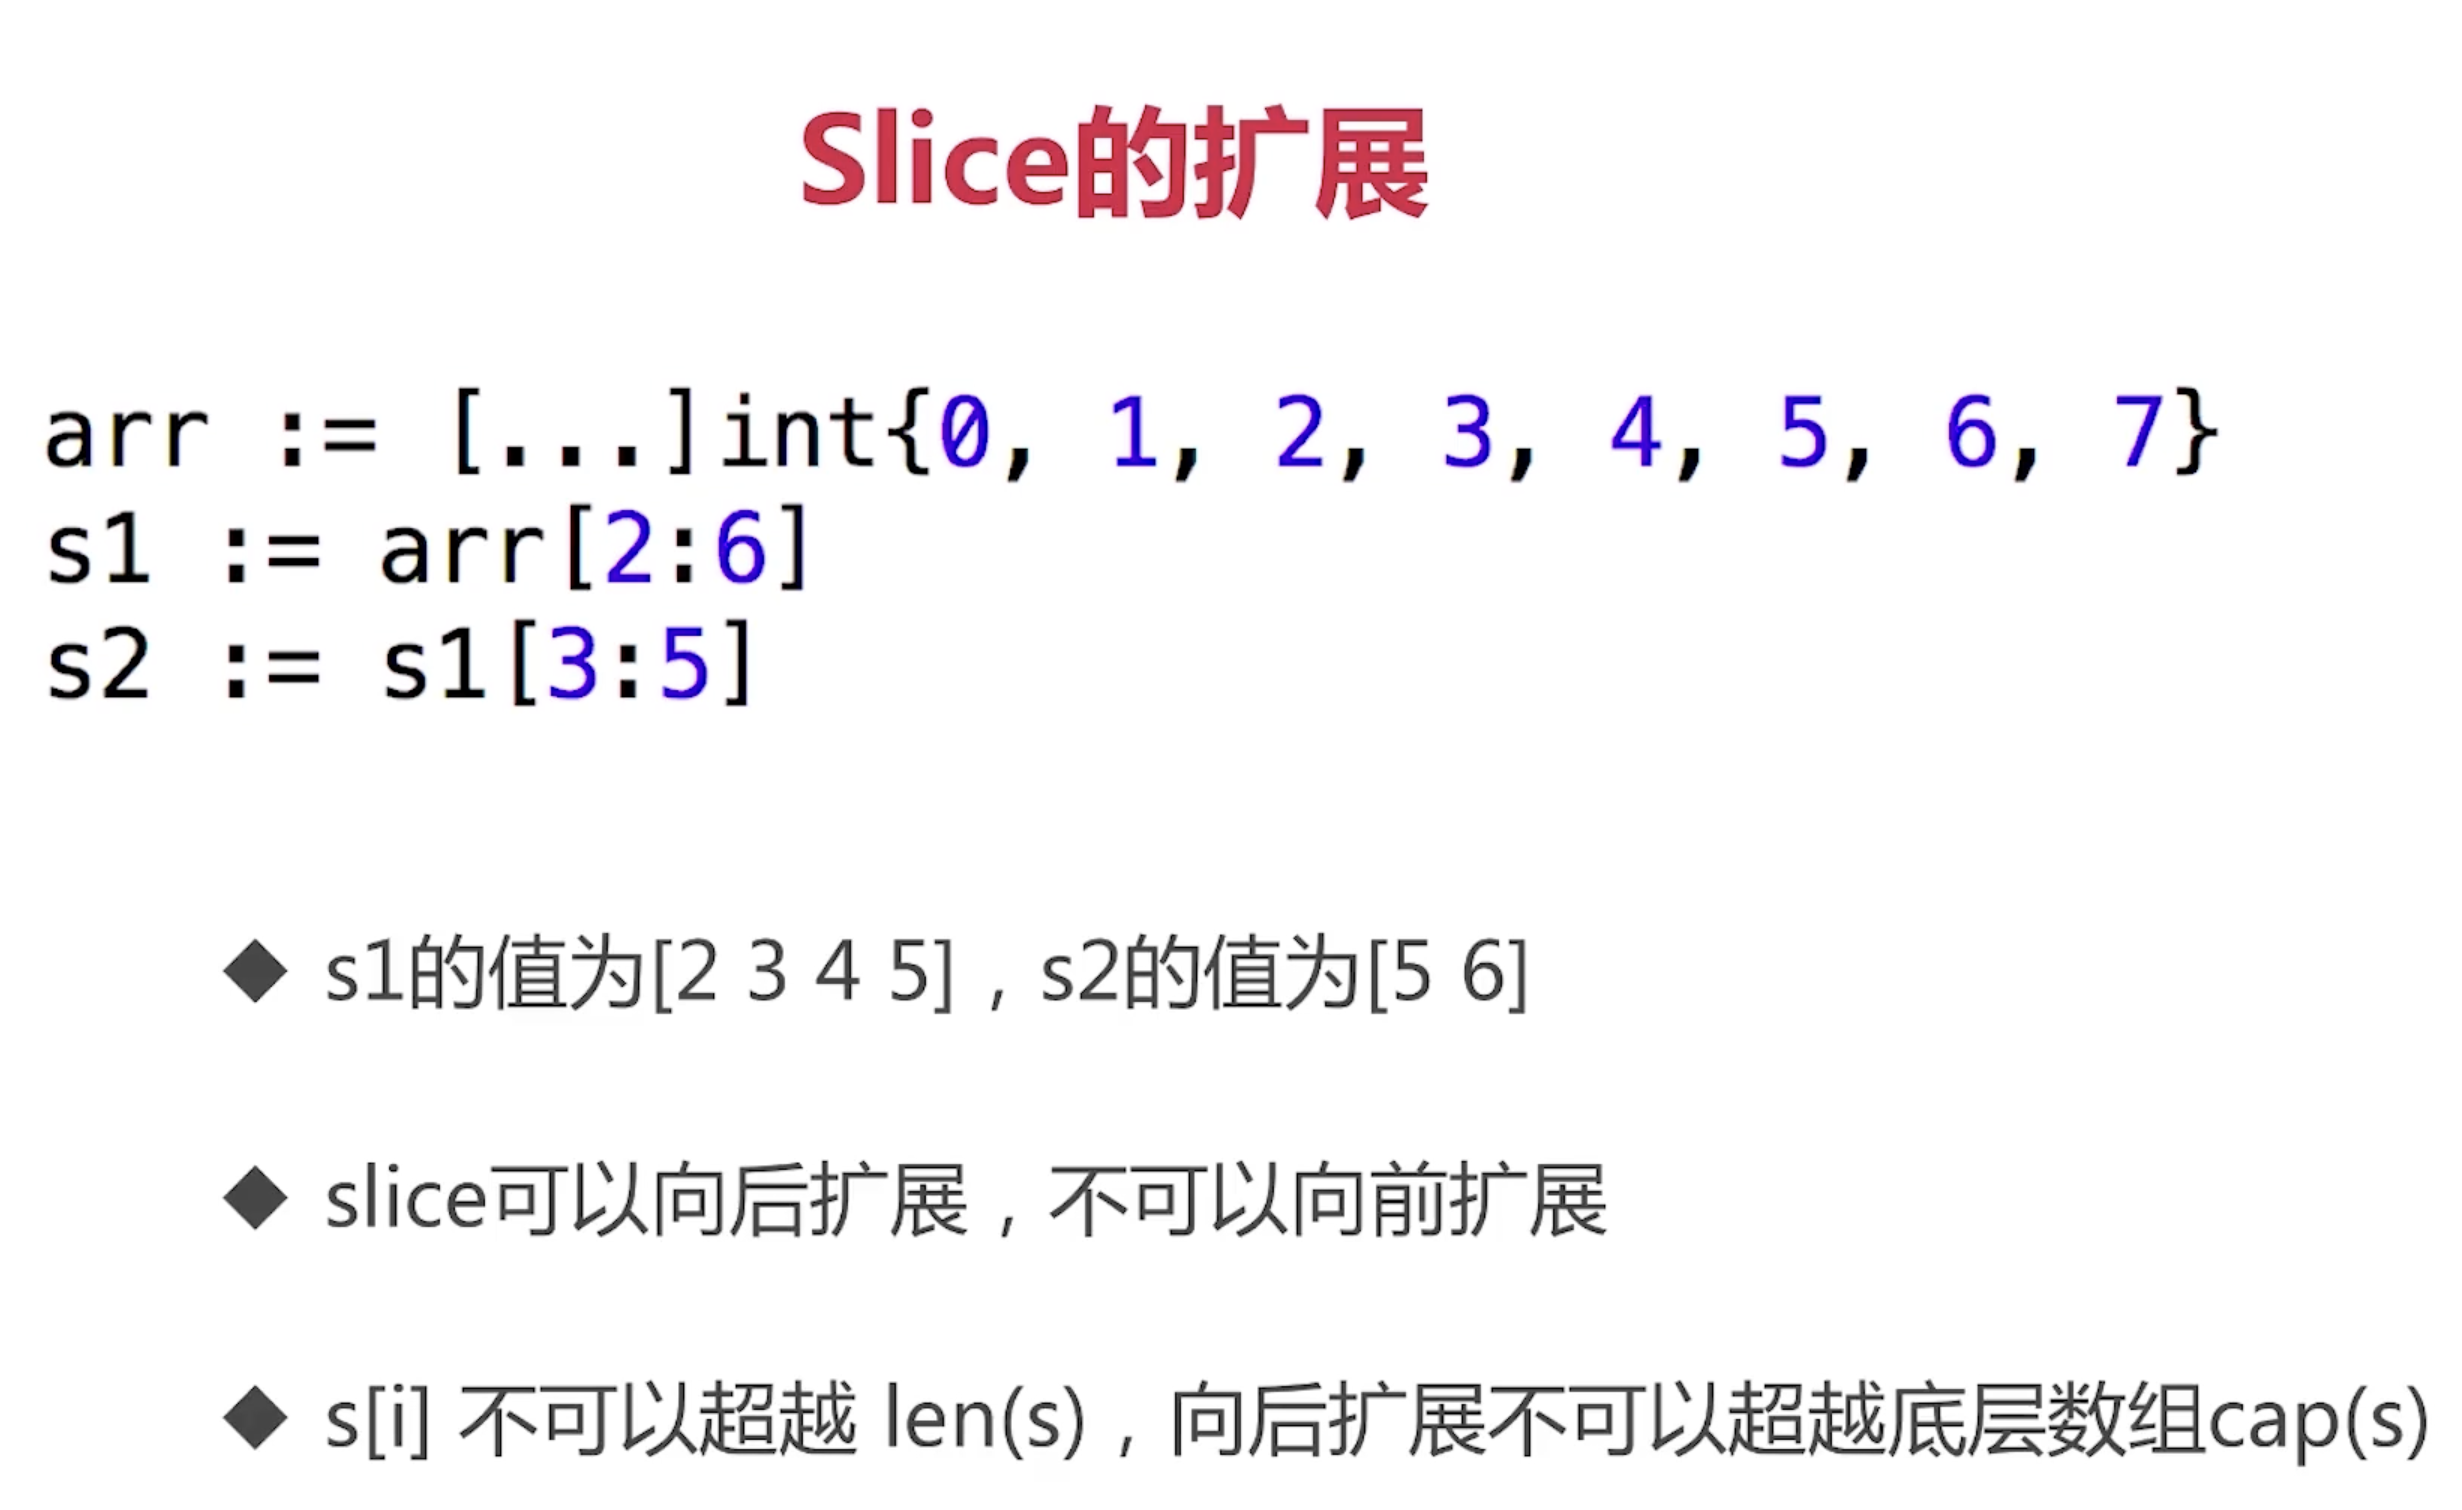 Slice的扩展
arr := [...]int{0, 1, 2, 3, 4, 5, 6, 7}
s1 := arr[2:6]
s2 := s1[3:5]
◆ s1的值为[2 3 4 5]，s2的值为[5 6]
◆ slice可以向后扩展，不可以向前扩展
◆ s[i] 不可以超越 len(s)，向后扩展不可以超越底层数组cap(s)